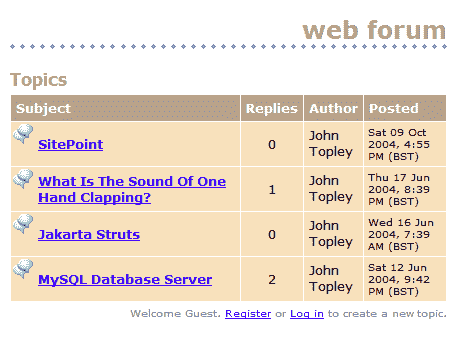 web forum
Topics
Subject Replies Author Posted
SitePoint 0 John Topley Sat 09 Oct 2004, 4:55 PM (BST)
What Is The Sound Of One Hand Clapping? 1 John Topley Thu 17 Jun 2004, 8:39 PM (BST)
Jakarta Struts 0 John Topley Wed 16 Jun 2004, 7:39 AM (BST)
MySQL Database Server 2 John Topley Sat 12 Jun 2004, 9:42 PM (BST)
Welcome Guest. Register or Log in to create a new topic.